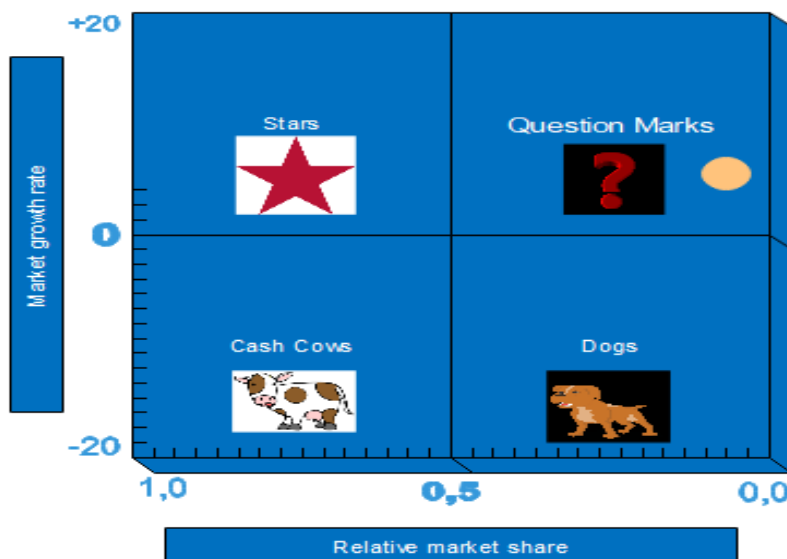 +20
Stars
Question Marks
?
Market growth rate
0
Cash Cows
Dogs
-20
1,0
0,5
0,0
Relative market share